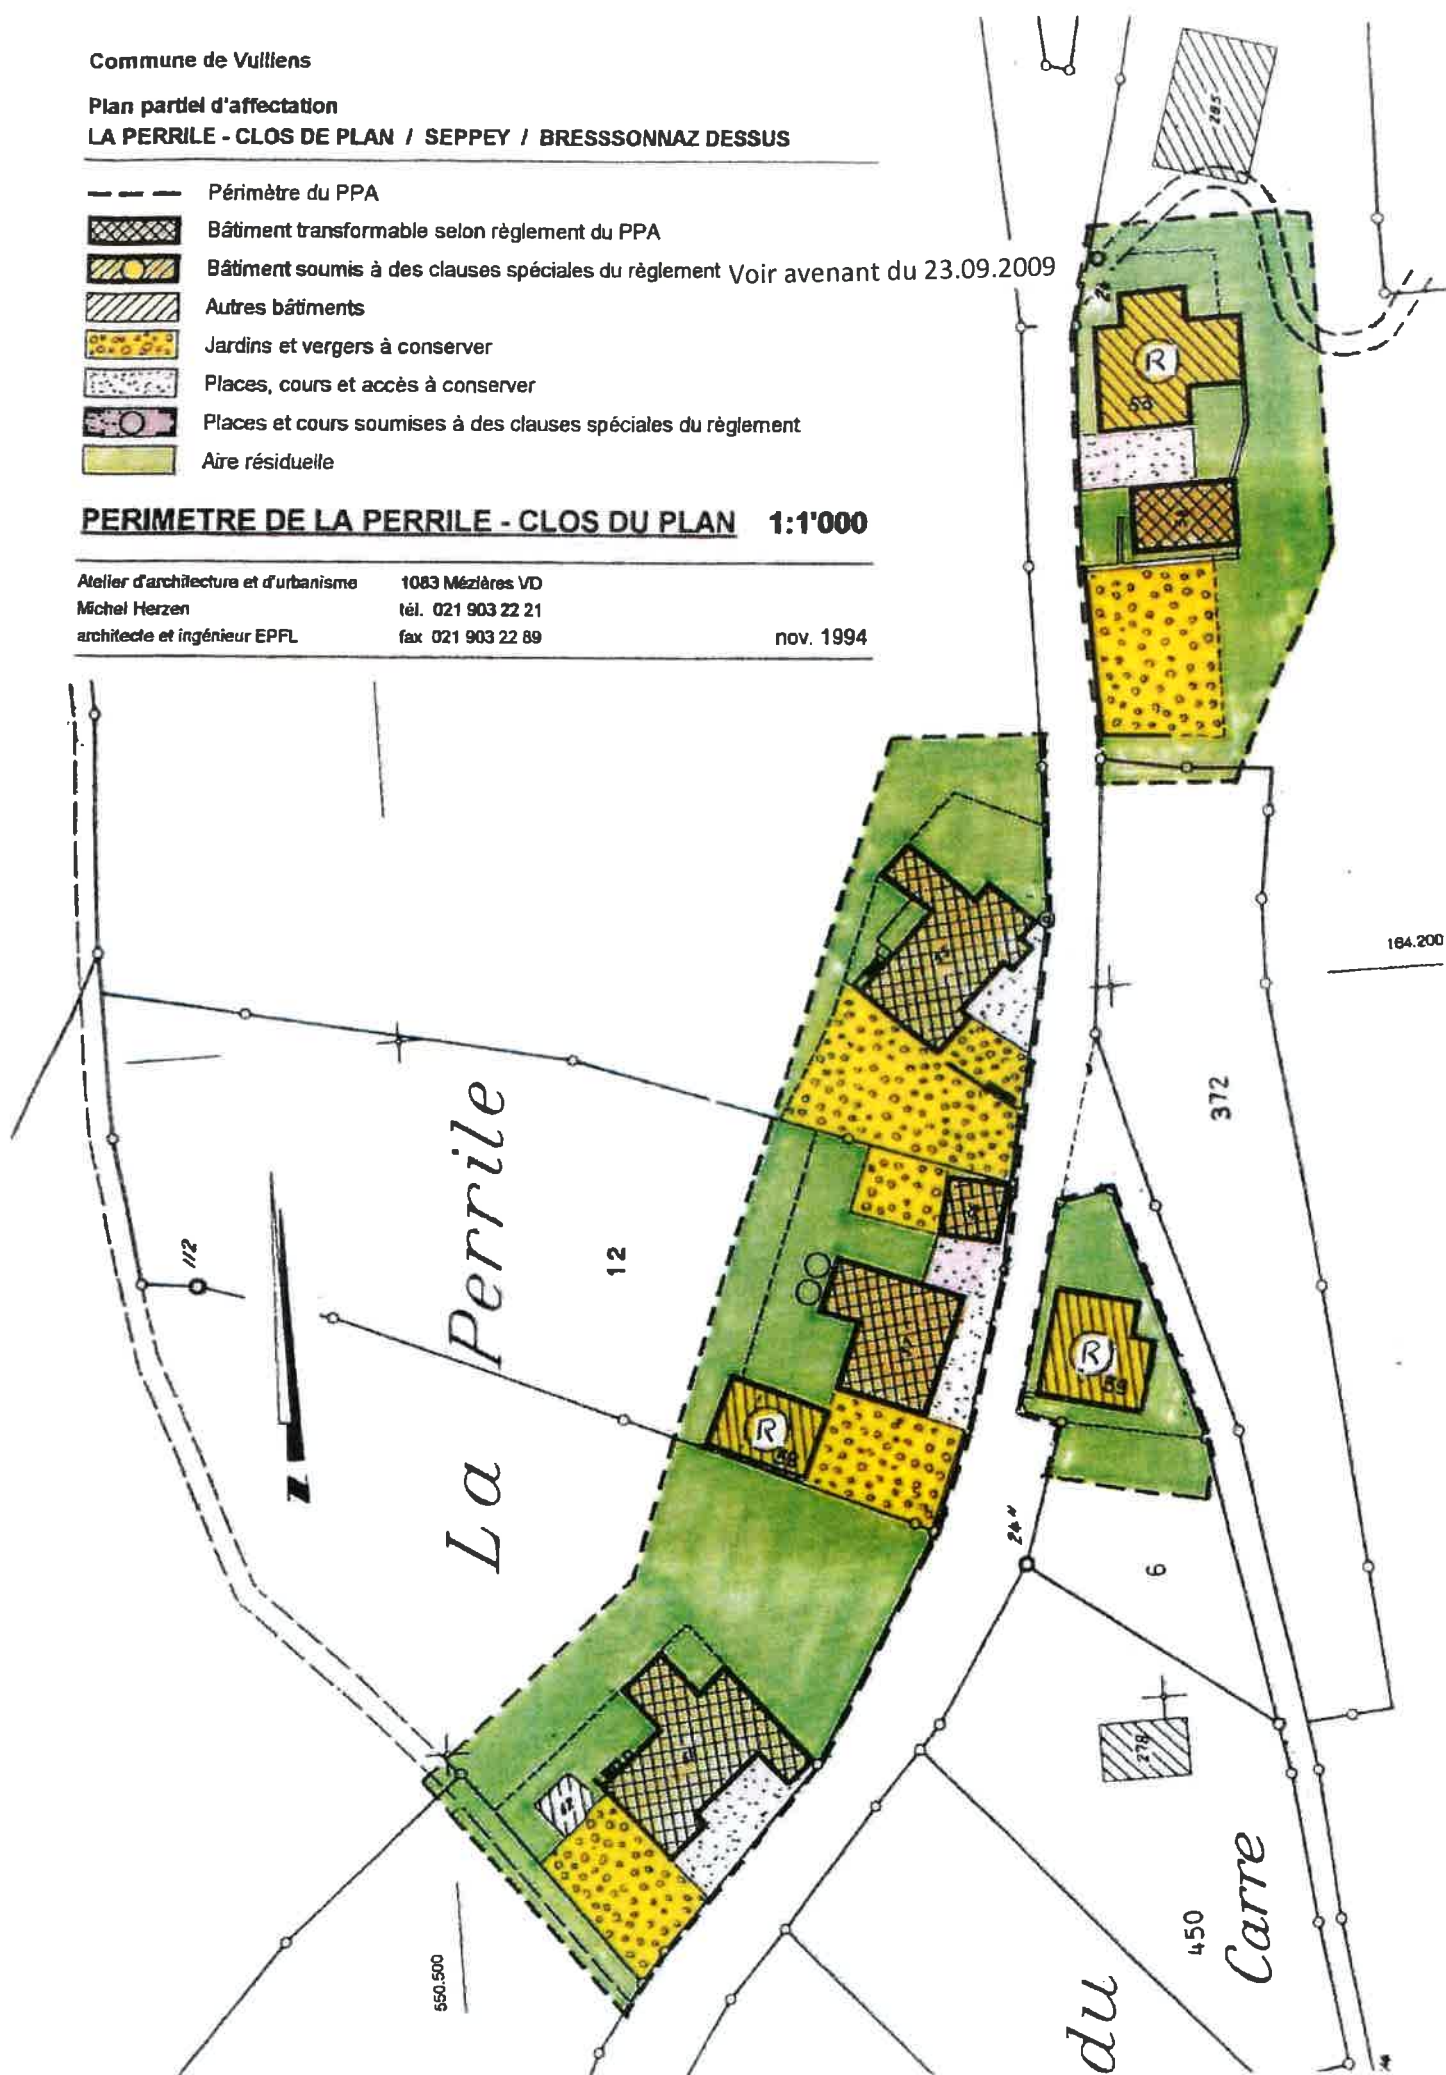 Commune de Vulliens
Plan partiel d'affectation
LA PERRILE - CLOS DE PLAN / SEPPEY / BRESSSONNAZ DESSUS
Périmètre du PPA
Bâtiment transformable selon règlement du PPA
Bâtiment soumis à des clauses spéciales du règlement Voir avenant du 23.09.2009
Autres bâtiments
Jardins et vergers à conserver
Places, cours et accès à conserver
Places et cours soumises à des clauses spéciales du règlement
Aire résiduelle
PERIMETRE DE LA PERRILE - CLOS DU PLAN 1:1'000
Atelier d'architecture et d'urbanisme 1083 Mézières VD
Michel Herzen tél. 021 903 22 21
architecte et ingénieur EPFL fax 021 903 22 89 nov. 1994
285
R
53
164.200
372
La Perrile
12
112
R
59
R
58
24"
6
278
62
550.500
450
du Carre